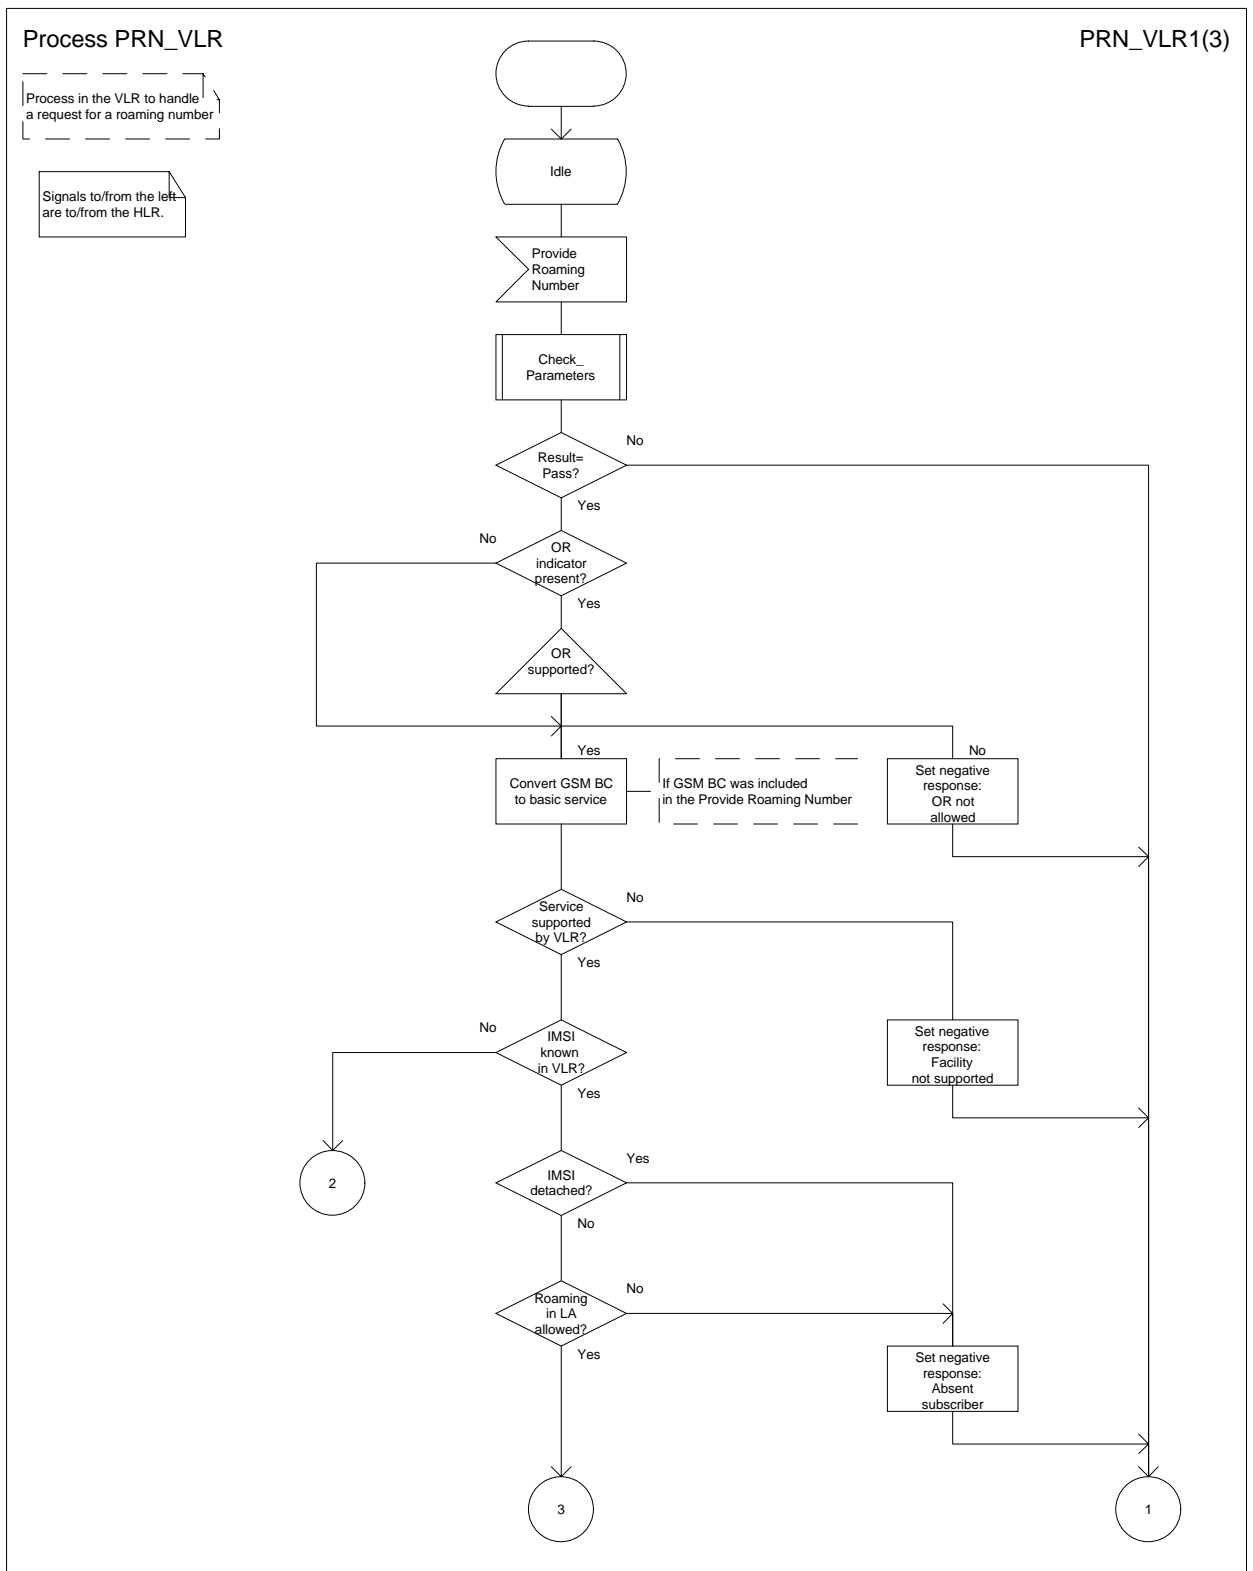 Process PRN_VLR
PRN_VLR1(3)
Process in the VLR to handle
a request for a roaming number
Signals to/from the left
are to/from the HLR.
Idle
Provide
Roaming
Number
Check_
Parameters
Result=
Pass?
No
Yes
OR
indicator
present?
No
Yes
OR
supported?
Yes
No
Convert GSM BC
to basic service
If GSM BC was included
in the Provide Roaming Number
Set negative
response:
OR not
allowed
Service
supported
by VLR?
No
Yes
IMSI
known
in VLR?
No
Yes
Set negative
response:
Facility
not supported
2
IMSI
detached?
Yes
No
Roaming
in LA
allowed?
No
Yes
Set negative
response:
Absent
subscriber
3
1